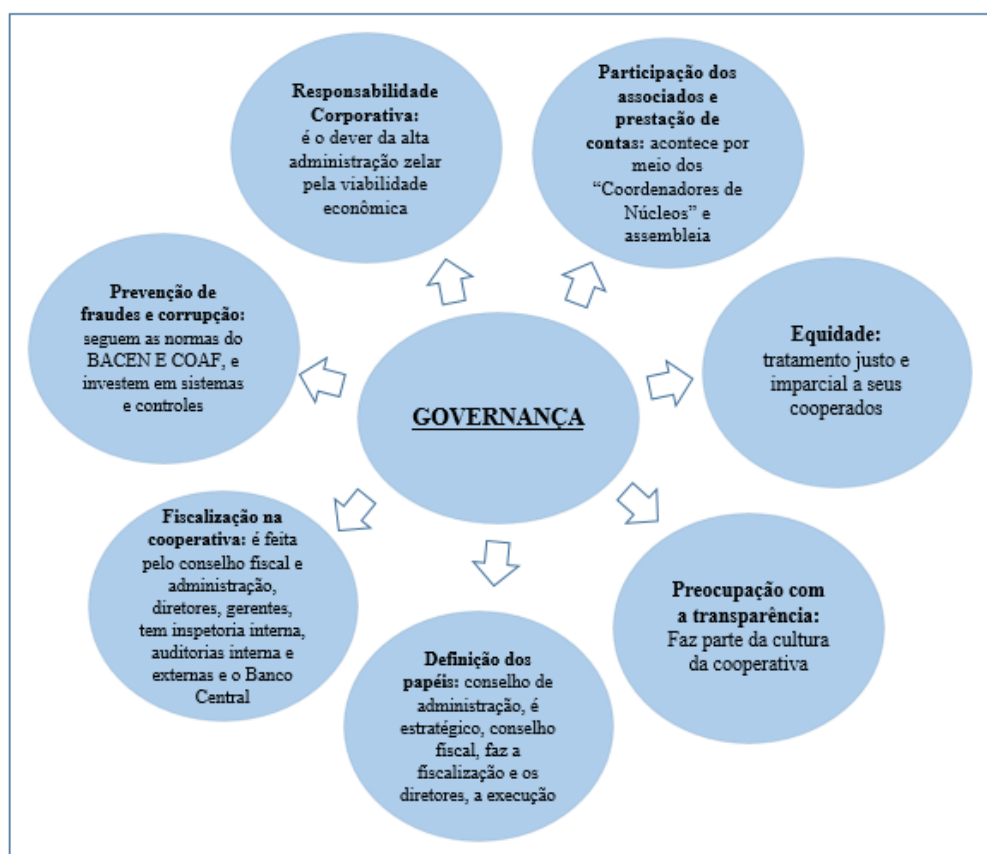 Responsabilidade
Corporativa:
é o dever da alta
administração zelar
pela viabilidade
econômica
Participação dos
associados e
prestação de
contas: acontece por
meio dos
“Coordenadores de
Núcleos” e
assembleia
Prevenção de
fraudes e corrupção:
seguem as normas do
BACEN E COAF, e
investem em sistemas
e controles
GOVERNANÇA
Equidade:
tratamento justo e
imparcial a seus
cooperados
Fiscalização na
cooperativa: é feita
pelo conselho fiscal e
administração,
diretores, gerentes,
tem inspetoria interna,
auditorias interna e
externas e o Banco
Central
Definição dos
papéis: conselho de
administração, é
estratégico, conselho
fiscal, faz a
fiscalização e os
diretores, a execução
Preocupação com
a transparência:
Faz parte da cultura
da cooperativa